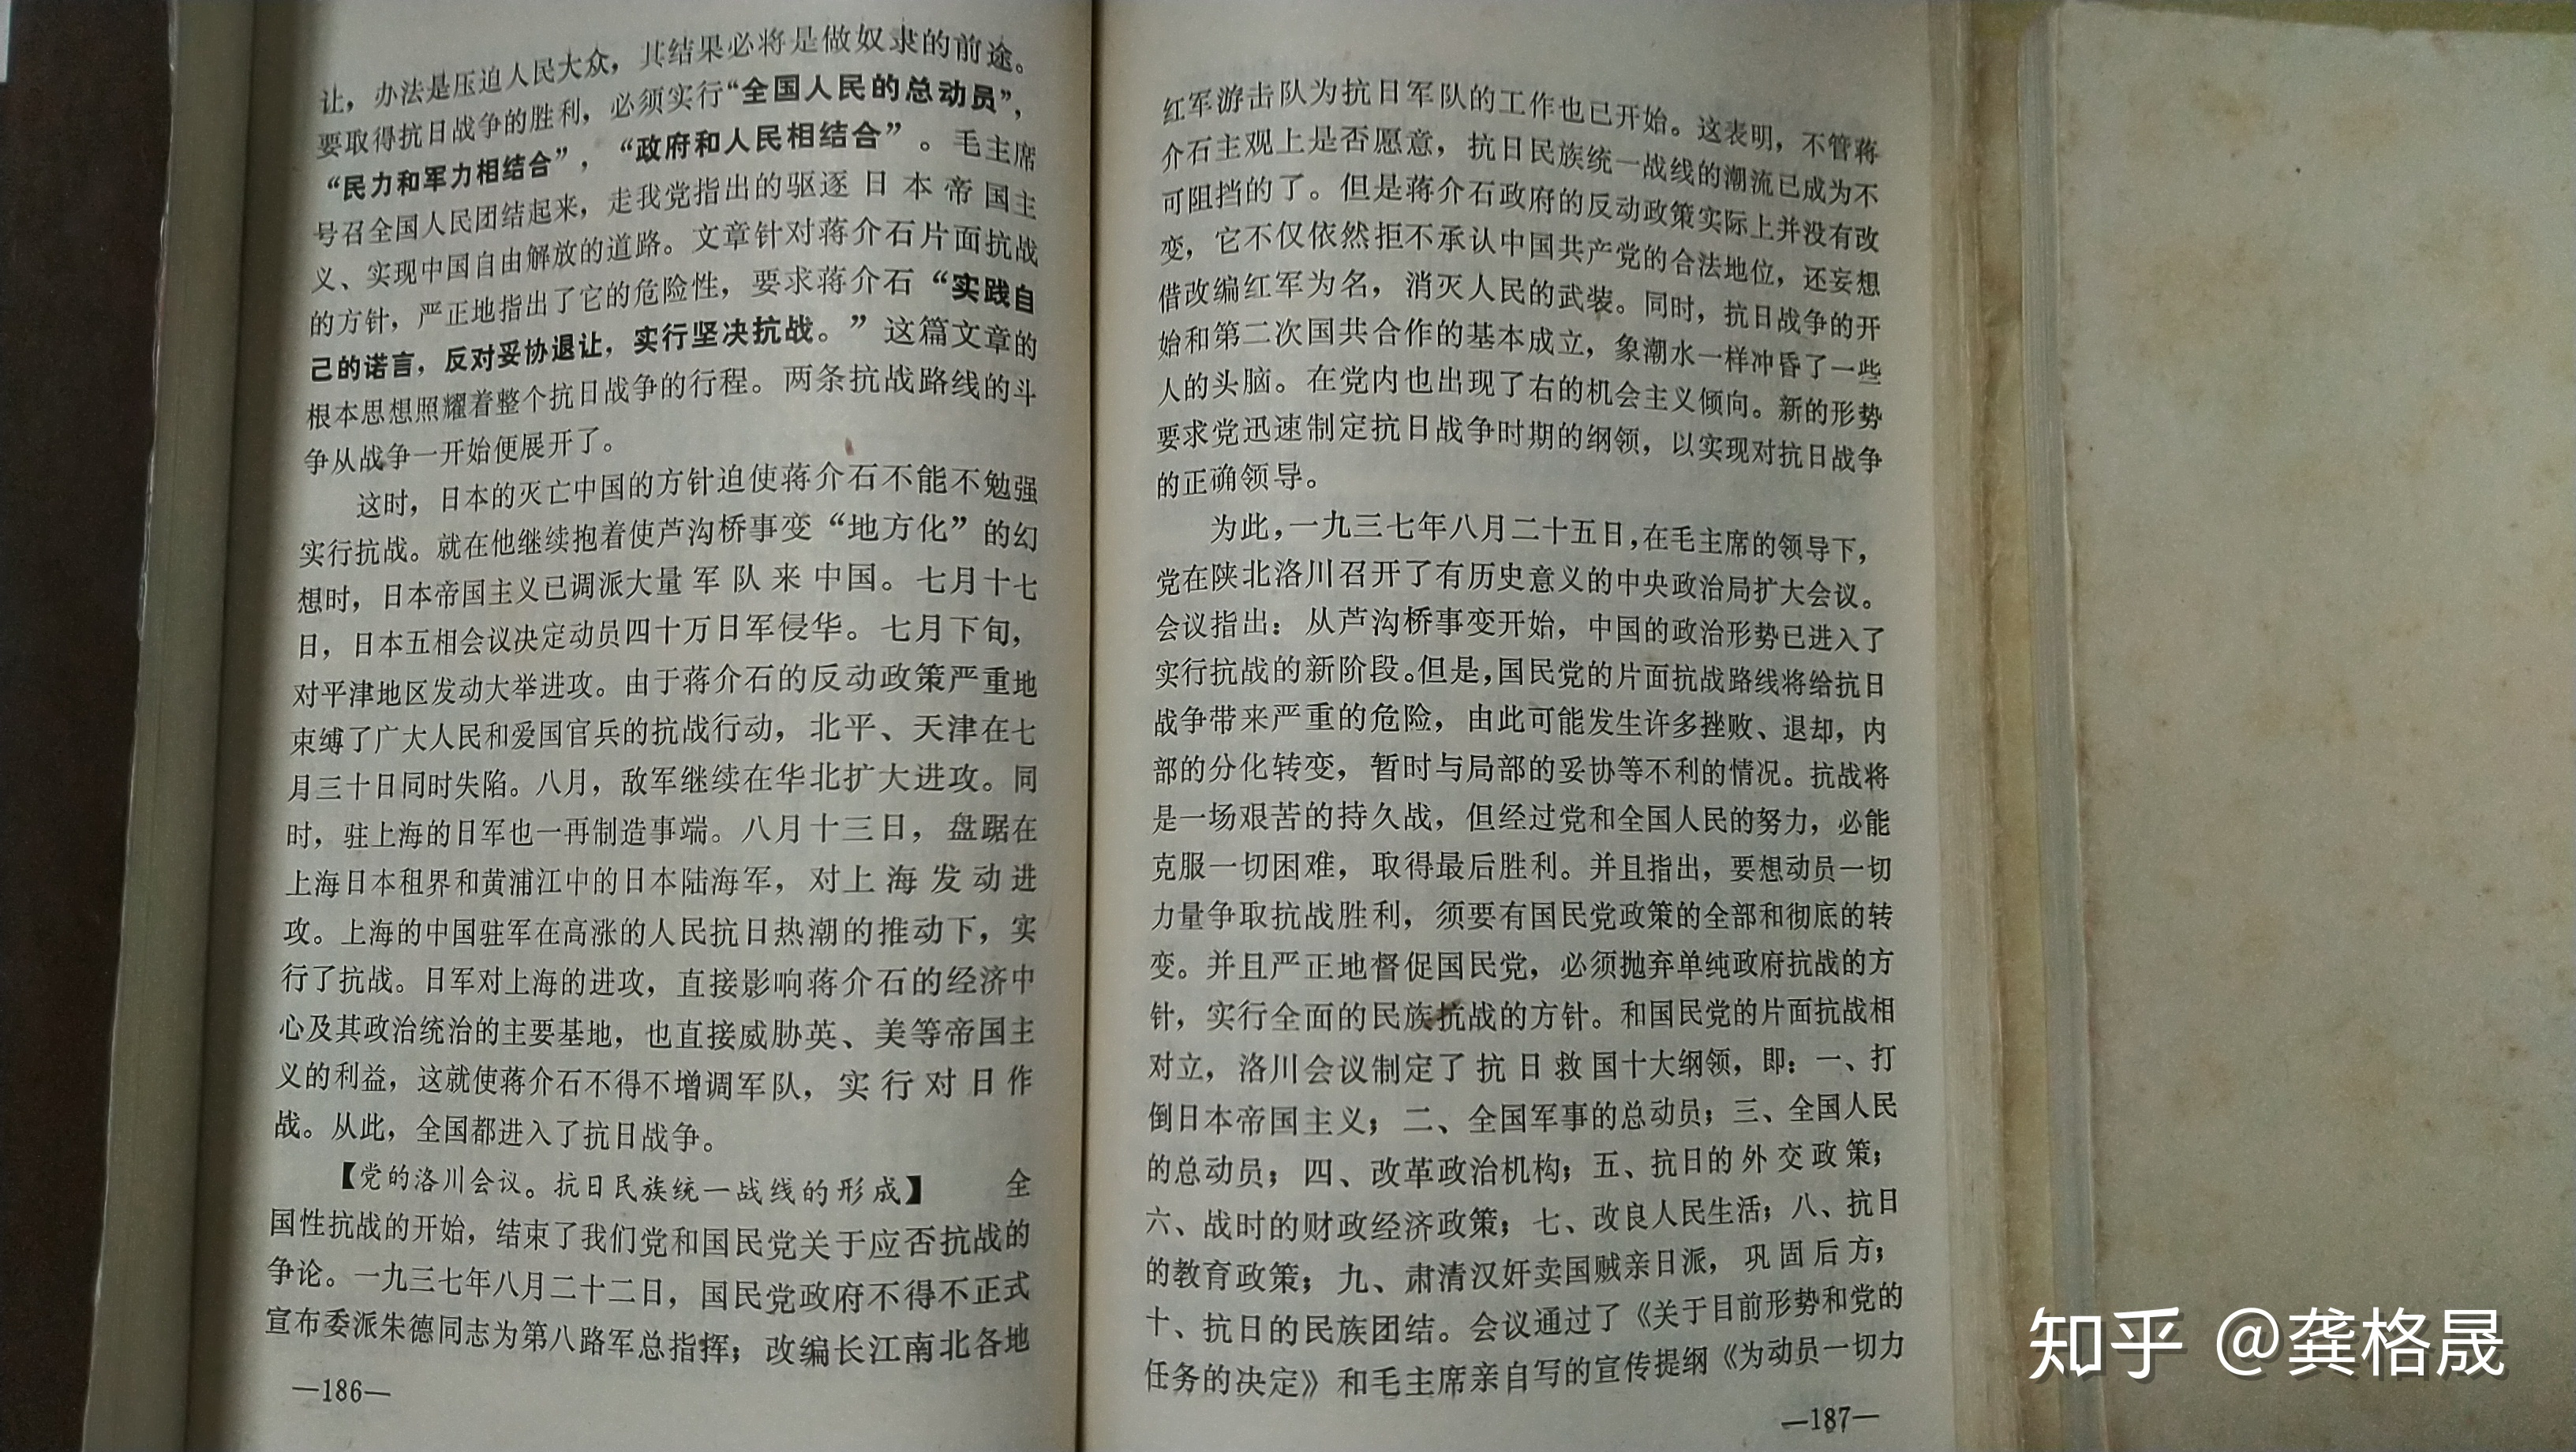 让，办法是压迫人民大众，其结果必将是做奴隶的前途。
要取得抗日战争的胜利，必须实行“全国人民的总动员”，
“民力和军力相结合”，“政府和人民相结合”。毛主席
号召全国人民团结起来，走我党指出的驱逐日本帝国主
义、实现中国自由解放的道路。文章针对蒋介石片面抗战
的方针，严正地指出了它的危险性，要求蒋介石“实践自
己的诺言，反对妥协退让，实行坚决抗战。”这篇文章的
根本思想照耀着整个抗日战争的行程。两条抗战路线的斗
争从战争一开始便展开了。
这时，日本的灭亡中国的方针迫使蒋介石不能不勉强
实行抗战。就在他继续抱着使芦沟桥事变“地方化”的幻
想时，日本帝国主义已调派大量军队来中国。七月十七
日，日本五相会议决定动员四十万日军侵华。七月下旬，
对平津地区发动大举进攻。由于蒋介石的反动政策严重地
束缚了广大人民和爱国官兵的抗战行动，北平、天津在七
月三十日同时失陷。八月，敌军继续在华北扩大进攻。同
时，驻上海的日军也一再制造事端。八月十三日，盘踞在
上海日本租界和黄浦江中的日本陆海军，对上海发动进
攻。上海的中国驻军在高涨的人民抗日热潮的推动下，实
行了抗战。日军对上海的进攻，直接影响蒋介石的经济中
心及其政治统治的主要基地，也直接威胁英、美等帝国主
义的利益，这就使蒋介石不得不增调军队，实行对日作
战。从此，全国都进入了抗日战争。
【党的洛川会议。抗日民族统一战线的形成】 全
国性抗战的开始，结束了我们党和国民党关于应否抗战的
争论。一九三七年八月二十二日，国民党政府不得不正式
宣布委派朱德同志为第八路军总指挥；改编长江南北各地
—186—
红军游击队为抗日军队的工作也已开始。这表明，不管蒋
介石主观上是否愿意，抗日民族统一战线的潮流已成为不
可阻挡的了。但是蒋介石政府的反动政策实际上并没有改
变，它不仅依然拒不承认中国共产党的合法地位，还妄想
借改编红军为名，消灭人民的武装。同时，抗日战争的开
始和第二次国共合作的基本成立，象潮水一样冲昏了一些
人的头脑。在党内也出现了右的机会主义倾向。新的形势
要求党迅速制定抗日战争时期的纲领，以实现对抗日战争
的正确领导。
为此，一九三七年八月二十五日，在毛主席的领导下，
党在陕北洛川召开了有历史意义的中央政治局扩大会议。
会议指出：从芦沟桥事变开始，中国的政治形势已进入了
实行抗战的新阶段。但是，国民党的片面抗战路线将给抗日
战争带来严重的危险，由此可能发生许多挫败、退却，内
部的分化转变，暂时与局部的妥协等不利的情况。抗战将
是一场艰苦的持久战，但经过党和全国人民的努力，必能
克服一切困难，取得最后胜利。并且指出，要想动员一切
力量争取抗战胜利，须要有国民党政策的全部和彻底的转
变。并且严正地督促国民党，必须抛弃单纯政府抗战的方
针，实行全面的民族抗战的方针。和国民党的片面抗战相
对立，洛川会议制定了抗日救国十大纲领，即：一、打
倒日本帝国主义；二、全国军事的总动员；三、全国人民
的总动员；四、改革政治机构；五、抗日的外交政策；
六、战时的财政经济政策；七、改良人民生活；八、抗日
的教育政策；九、肃清汉奸卖国贼亲日派，巩固后方；
十、抗日的民族团结。会议通过了《关于目前形势和党的
任务的决定》和毛主席亲自写的宣传提纲《为动员一切力
—187—
知乎 @龚格晟